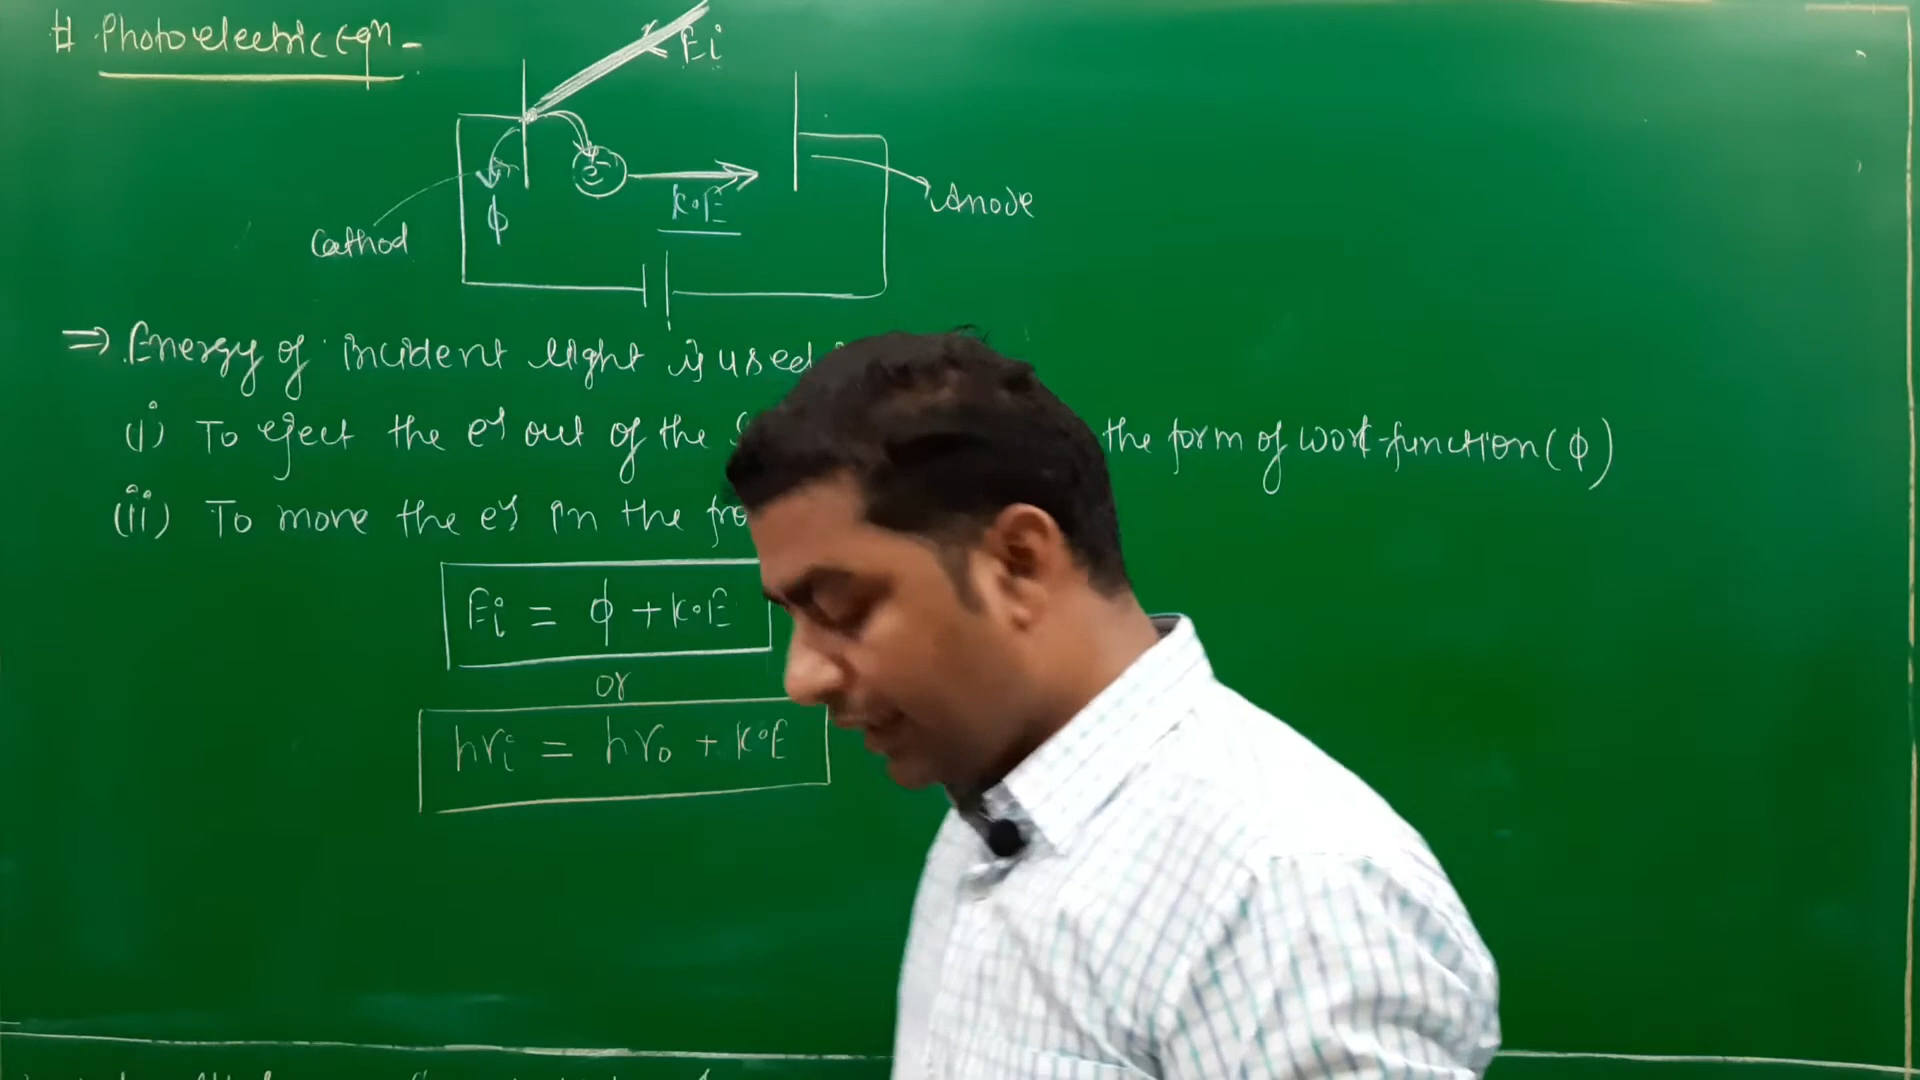 # Photoelectric Eqn -
Ei
e-
K.E
Anode
ϕ
Cathod
⇒ Energy of incident light is used
(i) To eject the e's out of the the form of work-function (ϕ)
(ii) To move the e's in the
Ei = ϕ + K.E
or
hνi = hν₀ + K.E